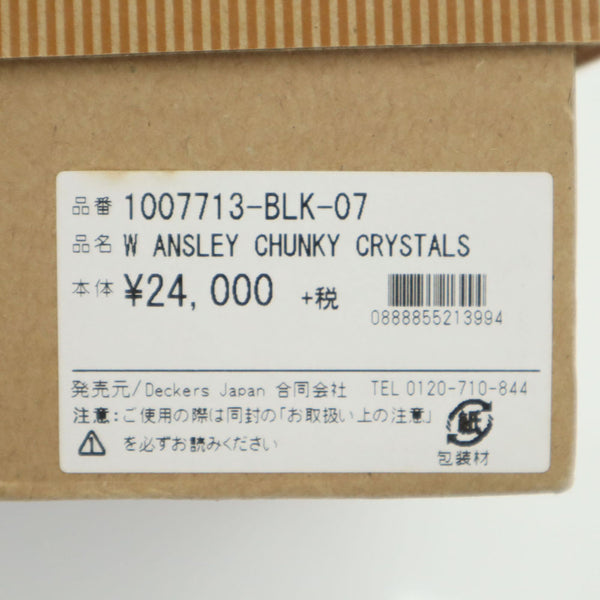 品番 1007713-BLK-07
品名 W ANSLEY CHUNKY CRYSTALS
本体 ¥24,000 +税
0888855213994
発売元/Deckers Japan 合同会社 TEL 0120-710-844
注意:ご使用の際は同封の「お取扱い上の注意」
を必ずお読みください
紙
包装材